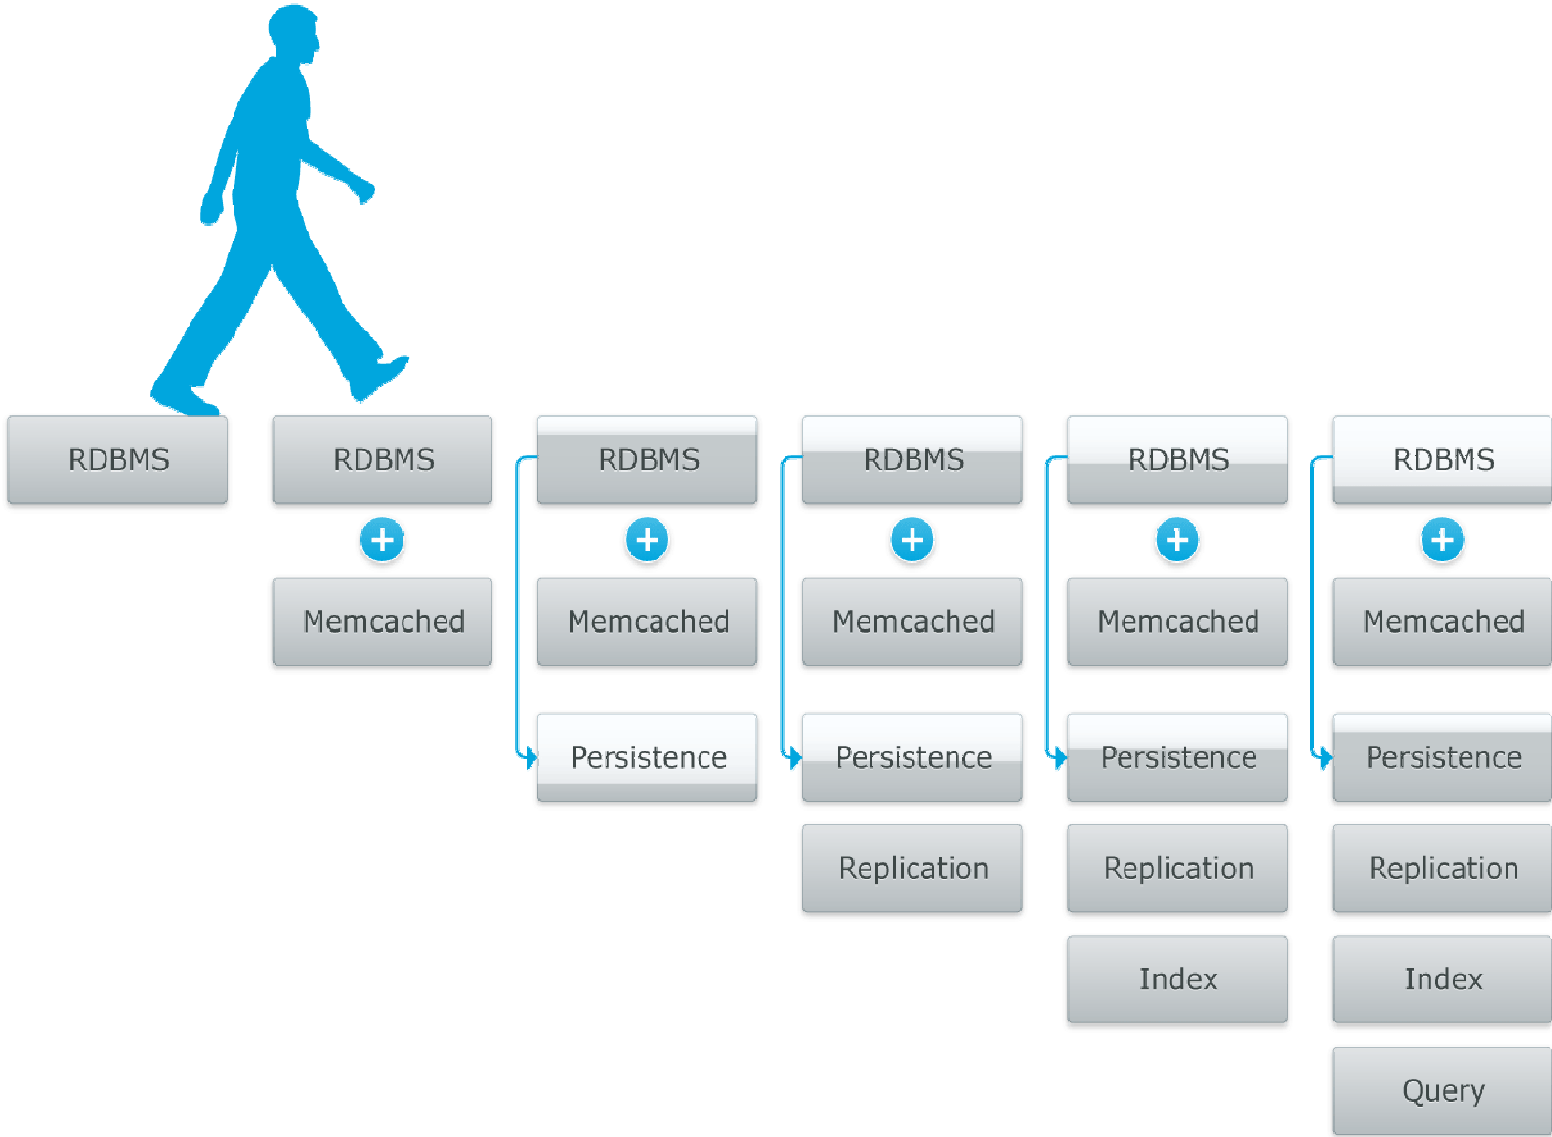 RDBMS
RDBMS
RDBMS
RDBMS
RDBMS
RDBMS
+
+
+
+
+
Memcached
Memcached
Memcached
Memcached
Memcached
Persistence
Persistence
Persistence
Persistence
Replication
Replication
Replication
Index
Index
Query